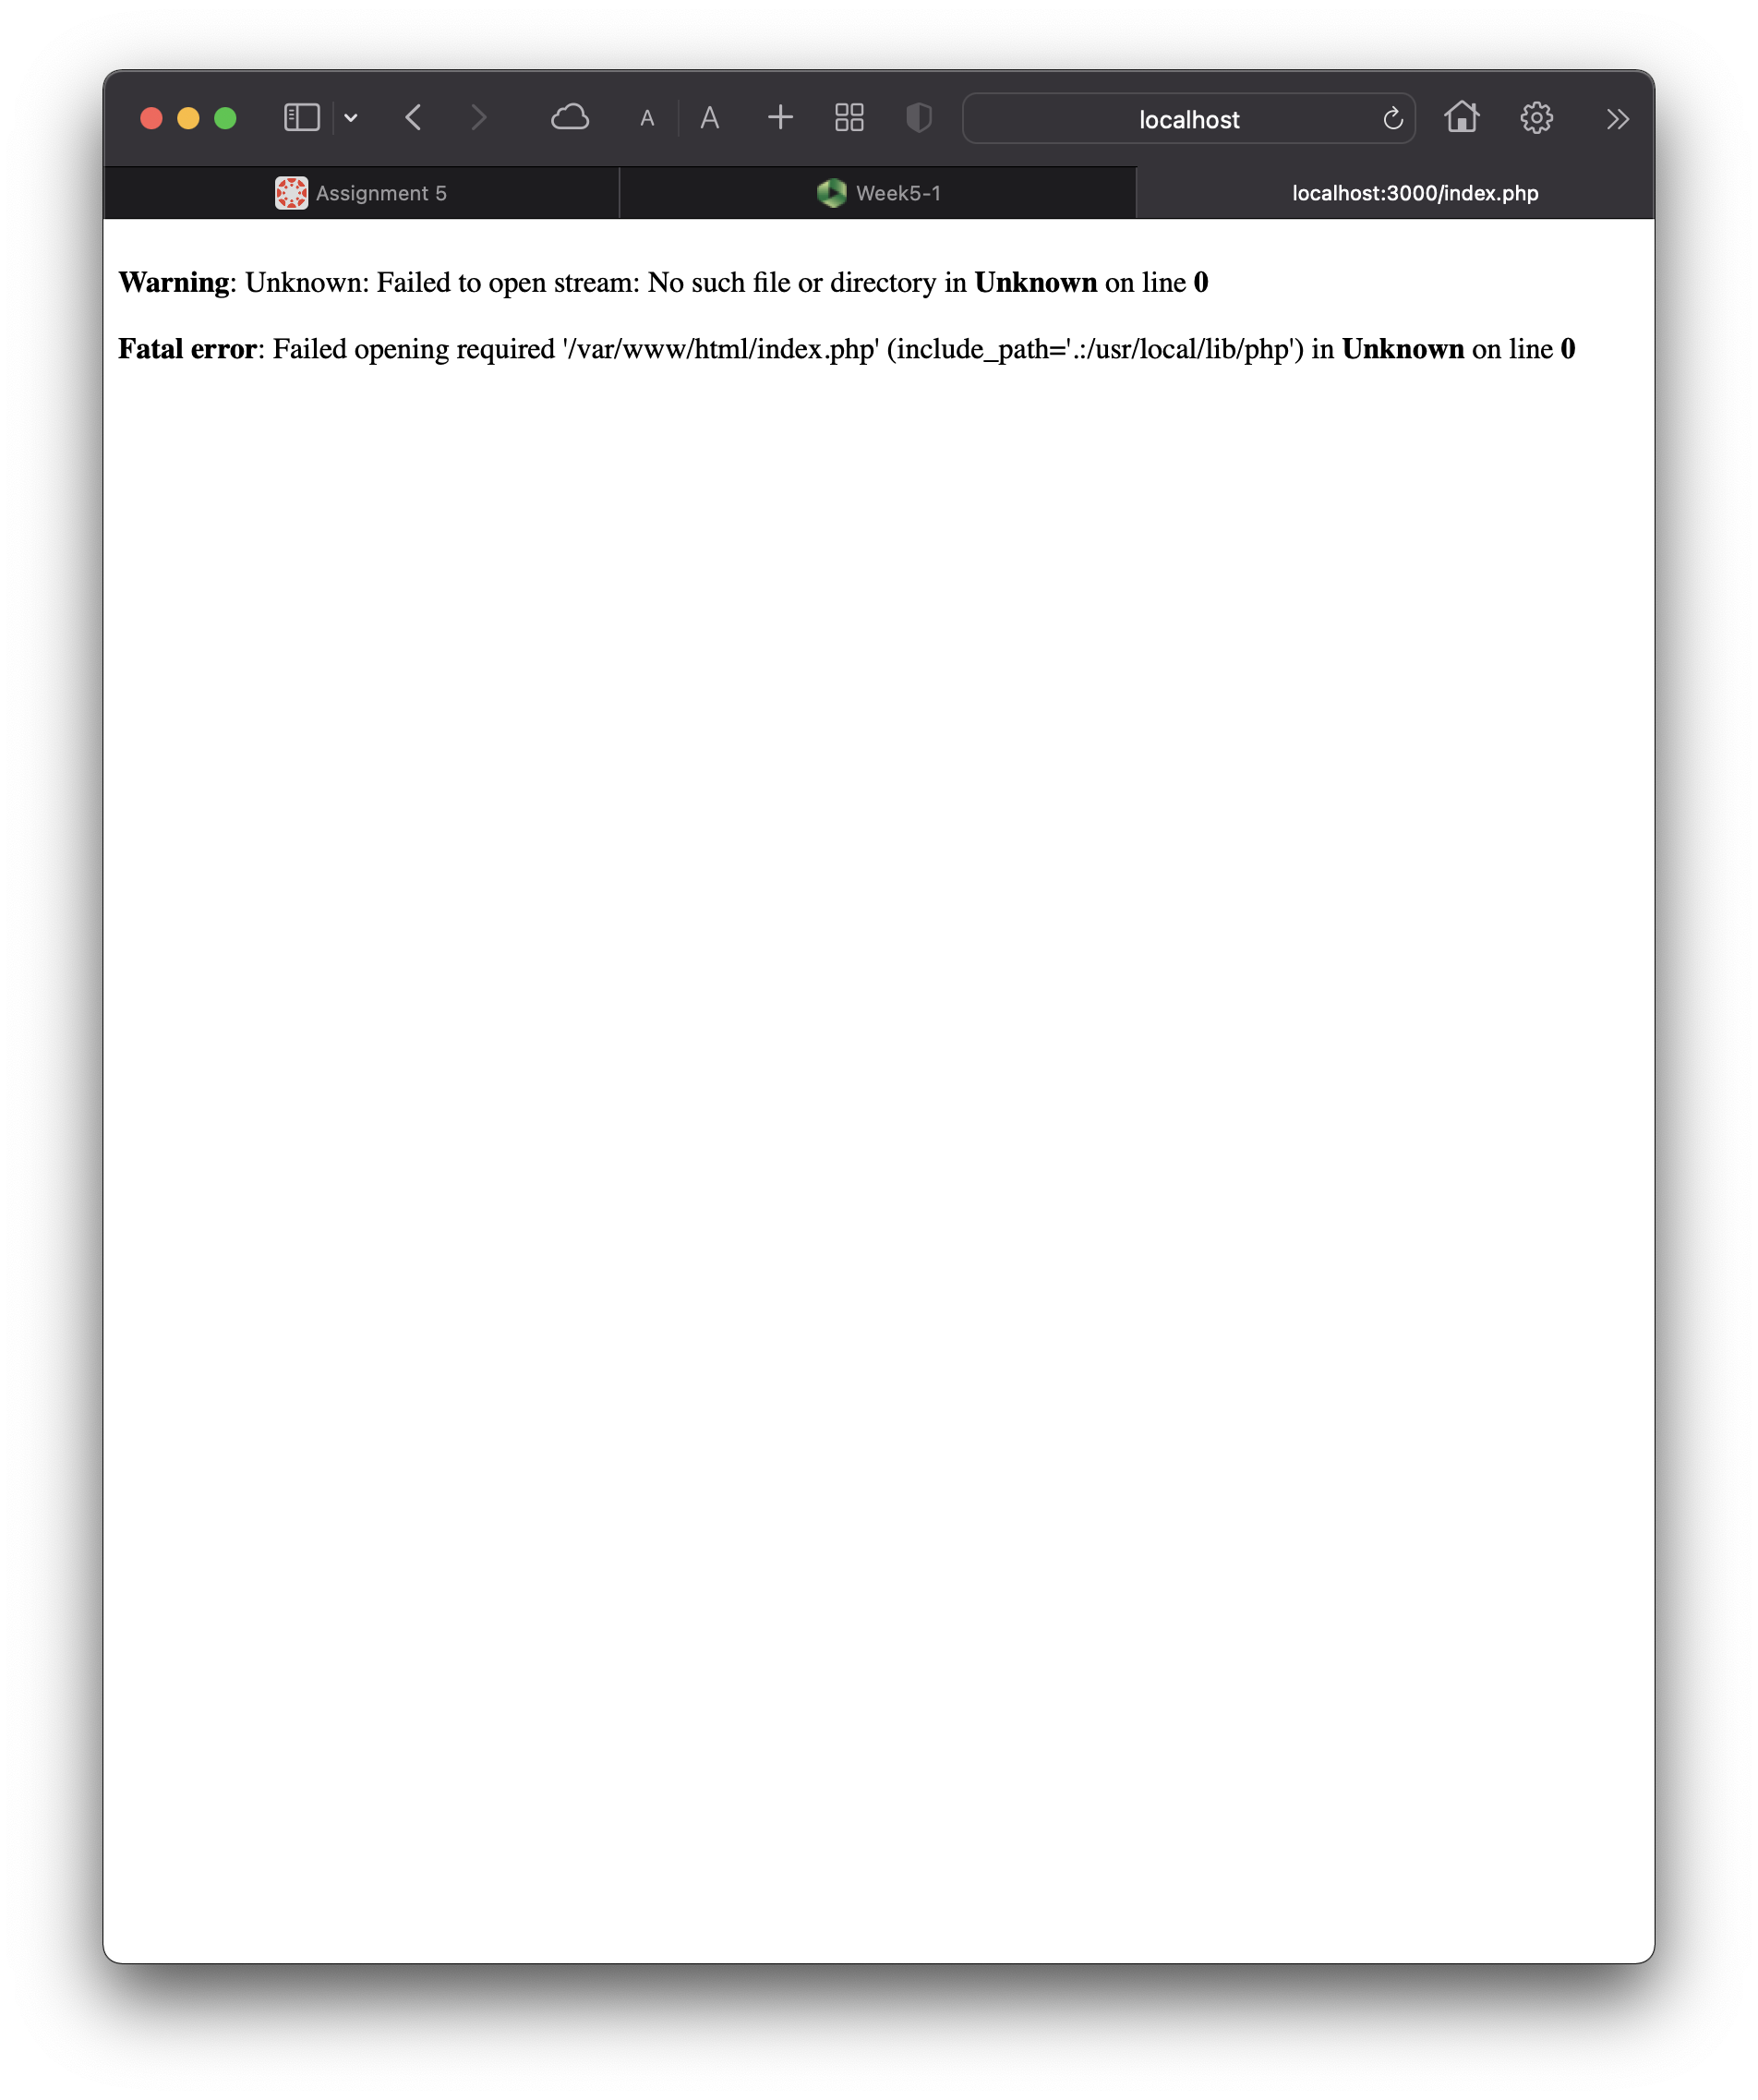 A A localhost
Assignment 5 Week5-1 localhost:3000/index.php
Warning: Unknown: Failed to open stream: No such file or directory in Unknown on line 0
Fatal error: Failed opening required '/var/www/html/index.php' (include_path='.:/usr/local/lib/php') in Unknown on line 0